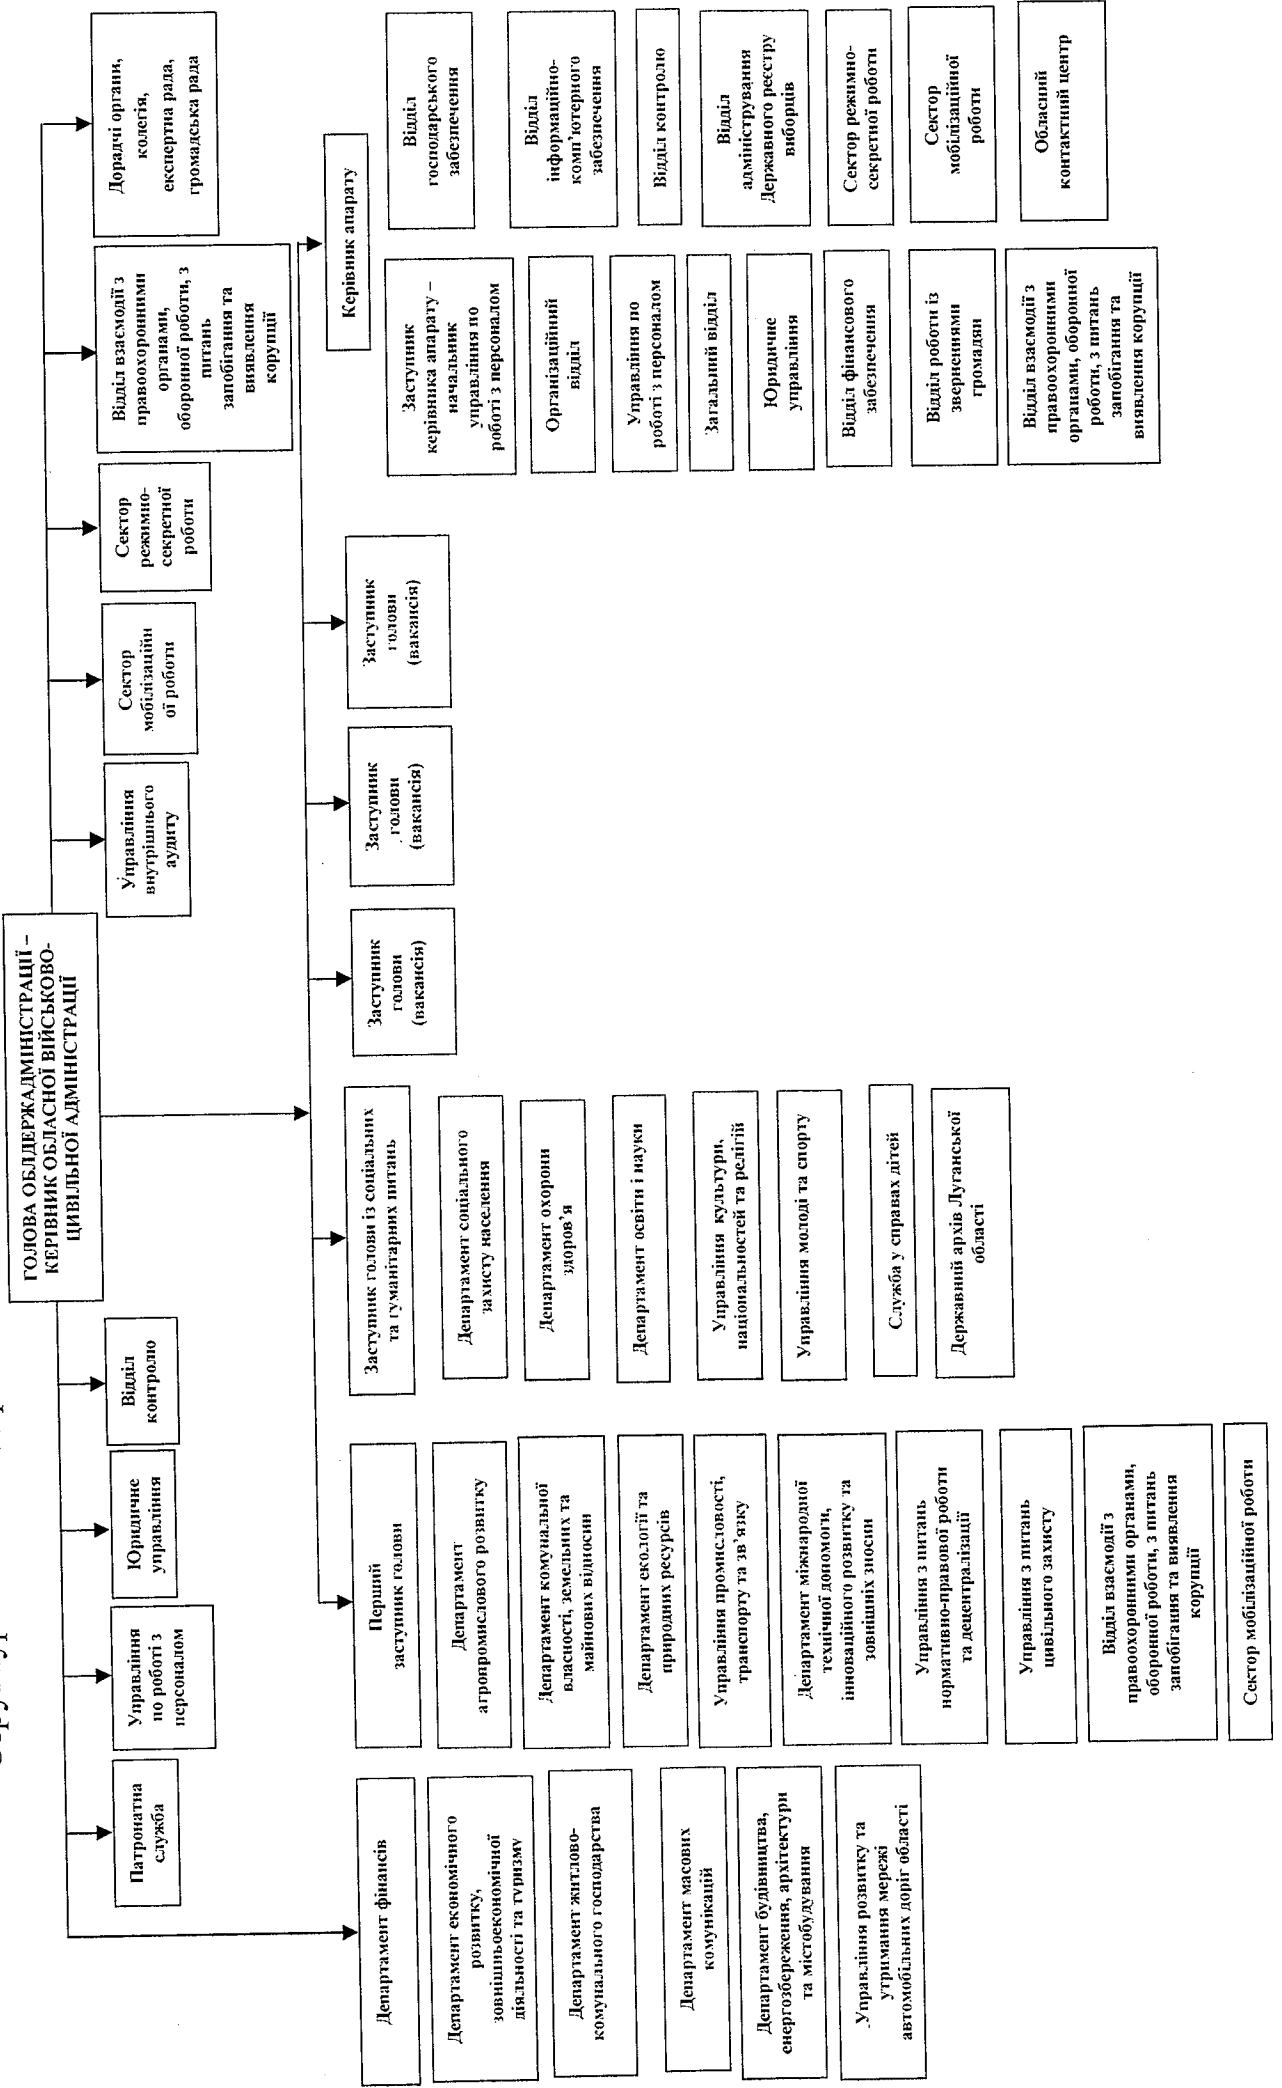 ГОЛОВА ОБЛДЕРЖАДМІНІСТРАЦІЇ –
КЕРІВНИК ОБЛАСНОЇ ВІЙСЬКОВО-
ЦИВІЛЬНОЇ АДМІНІСТРАЦІЇ
Патронатна
служба
Управління
по роботі з
персоналом
Юридичне
управління
Відділ
контролю
Управління
внутрішнього
аудиту
Сектор
мобілізаційн
ої роботи
Сектор
режимно-
секретної
роботи
Відділ взаємодії з
правоохоронними
органами,
оборонної роботи, з
питань
запобігання та
виявлення
корупції
Дорадчі органи,
колегія,
експертна рада,
громадська рада
Департамент фінансів
Департамент економічного
розвитку,
зовнішньоекономічної
діяльності та туризму
Департамент житлово-
комунального господарства
Департамент масових
комунікацій
Департамент будівництва,
енергозбереження, архітектури
та містобудування
Управління розвитку та
утримання мережі
автомобільних доріг області
Перший
заступник голови
Департамент
агропромислового розвитку
Департамент комунальної
власності, земельних та
майнових відносин
Департамент екології та
природних ресурсів
Управління промисловості,
транспорту та зв'язку
Департамент міжнародної
технічної допомоги,
інноваційного розвитку та
зовнішніх зносин
Управління з питань
нормативно-правової роботи
та децентралізації
Управління з питань
цивільного захисту
Відділ взаємодії з
правоохоронними органами,
оборонної роботи, з питань
запобігання та виявлення
корупції
Сектор мобілізаційної роботи
Заступник голови із соціальних
та гуманітарних питань
Департамент соціального
захисту населення
Департамент охорони
здоров'я
Департамент освіти і науки
Управління культури,
національностей та релігій
Управління молоді та спорту
Служба у справах дітей
Державний архів Луганської
області
Заступник
голови
(вакансія)
Заступник
голови
(вакансія)
Заступник
голови
(вакансія)
Керівник апарату
Заступник
керівника апарату –
начальник
управління по
роботі з персоналом
Організаційний
відділ
Управління по
роботі з персоналом
Загальний відділ
Юридичне
управління
Відділ фінансового
забезпечення
Відділ роботи із
зверненнями
громадян
Відділ взаємодії з
правоохоронними
органами, оборонної
роботи, з питань
запобігання та
виявлення корупції
Відділ
господарського
забезпечення
Відділ
інформаційно-
комп'ютерного
забезпечення
Відділ контролю
Відділ
адміністрування
Державного реєстру
виборців
Сектор режимно-
секретної роботи
Сектор
мобілізаційної
роботи
Обласний
контактний центр